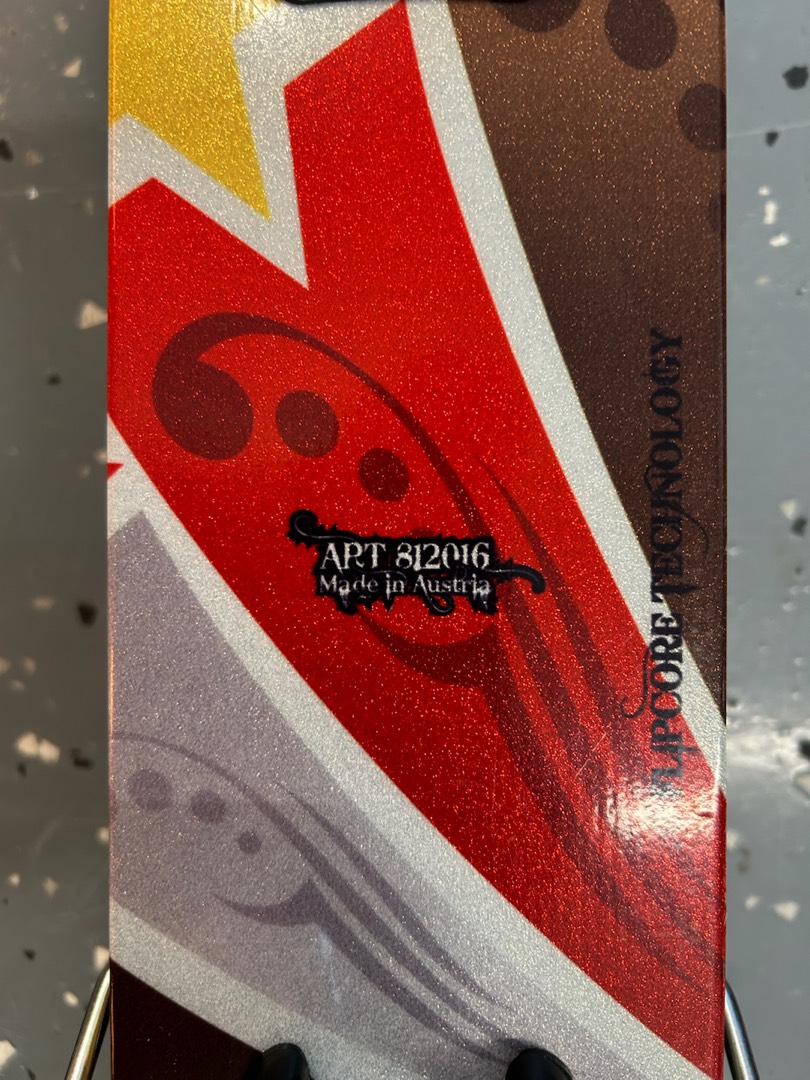 ART 812016
Made in Austria
FLIPCORE TECHNOLOGY